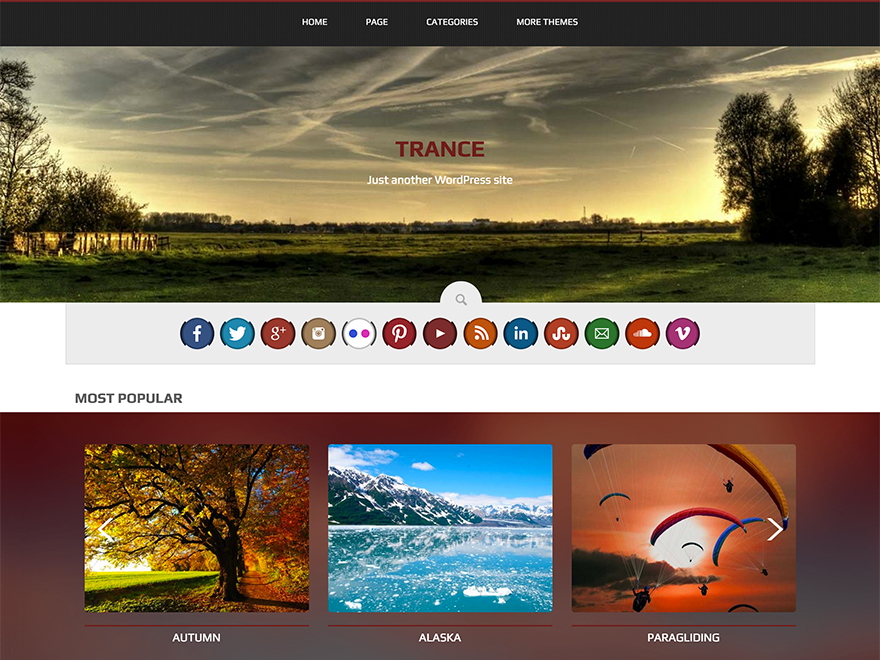 HOME PAGE CATEGORIES MORE THEMES
TRANCE
Just another WordPress site
MOST POPULAR
AUTUMN ALASKA PARAGLIDING